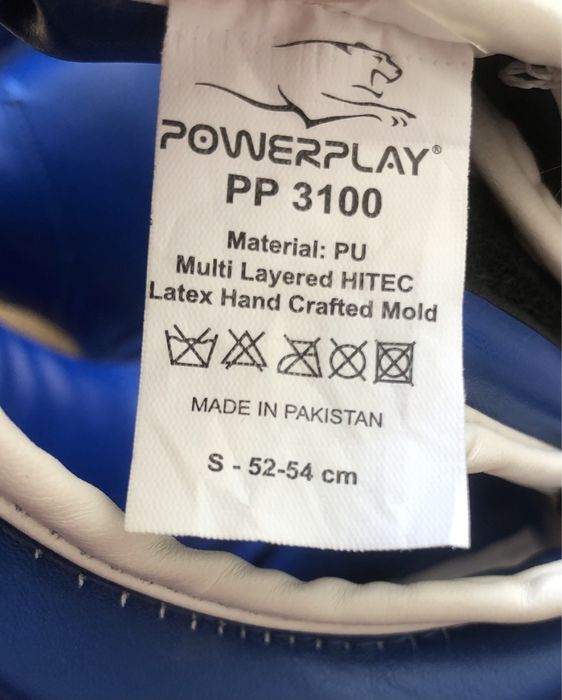 POWERPLAY®
PP 3100
Material: PU
Multi Layered HITEC
Latex Hand Crafted Mold
MADE IN PAKISTAN
S - 52-54 cm